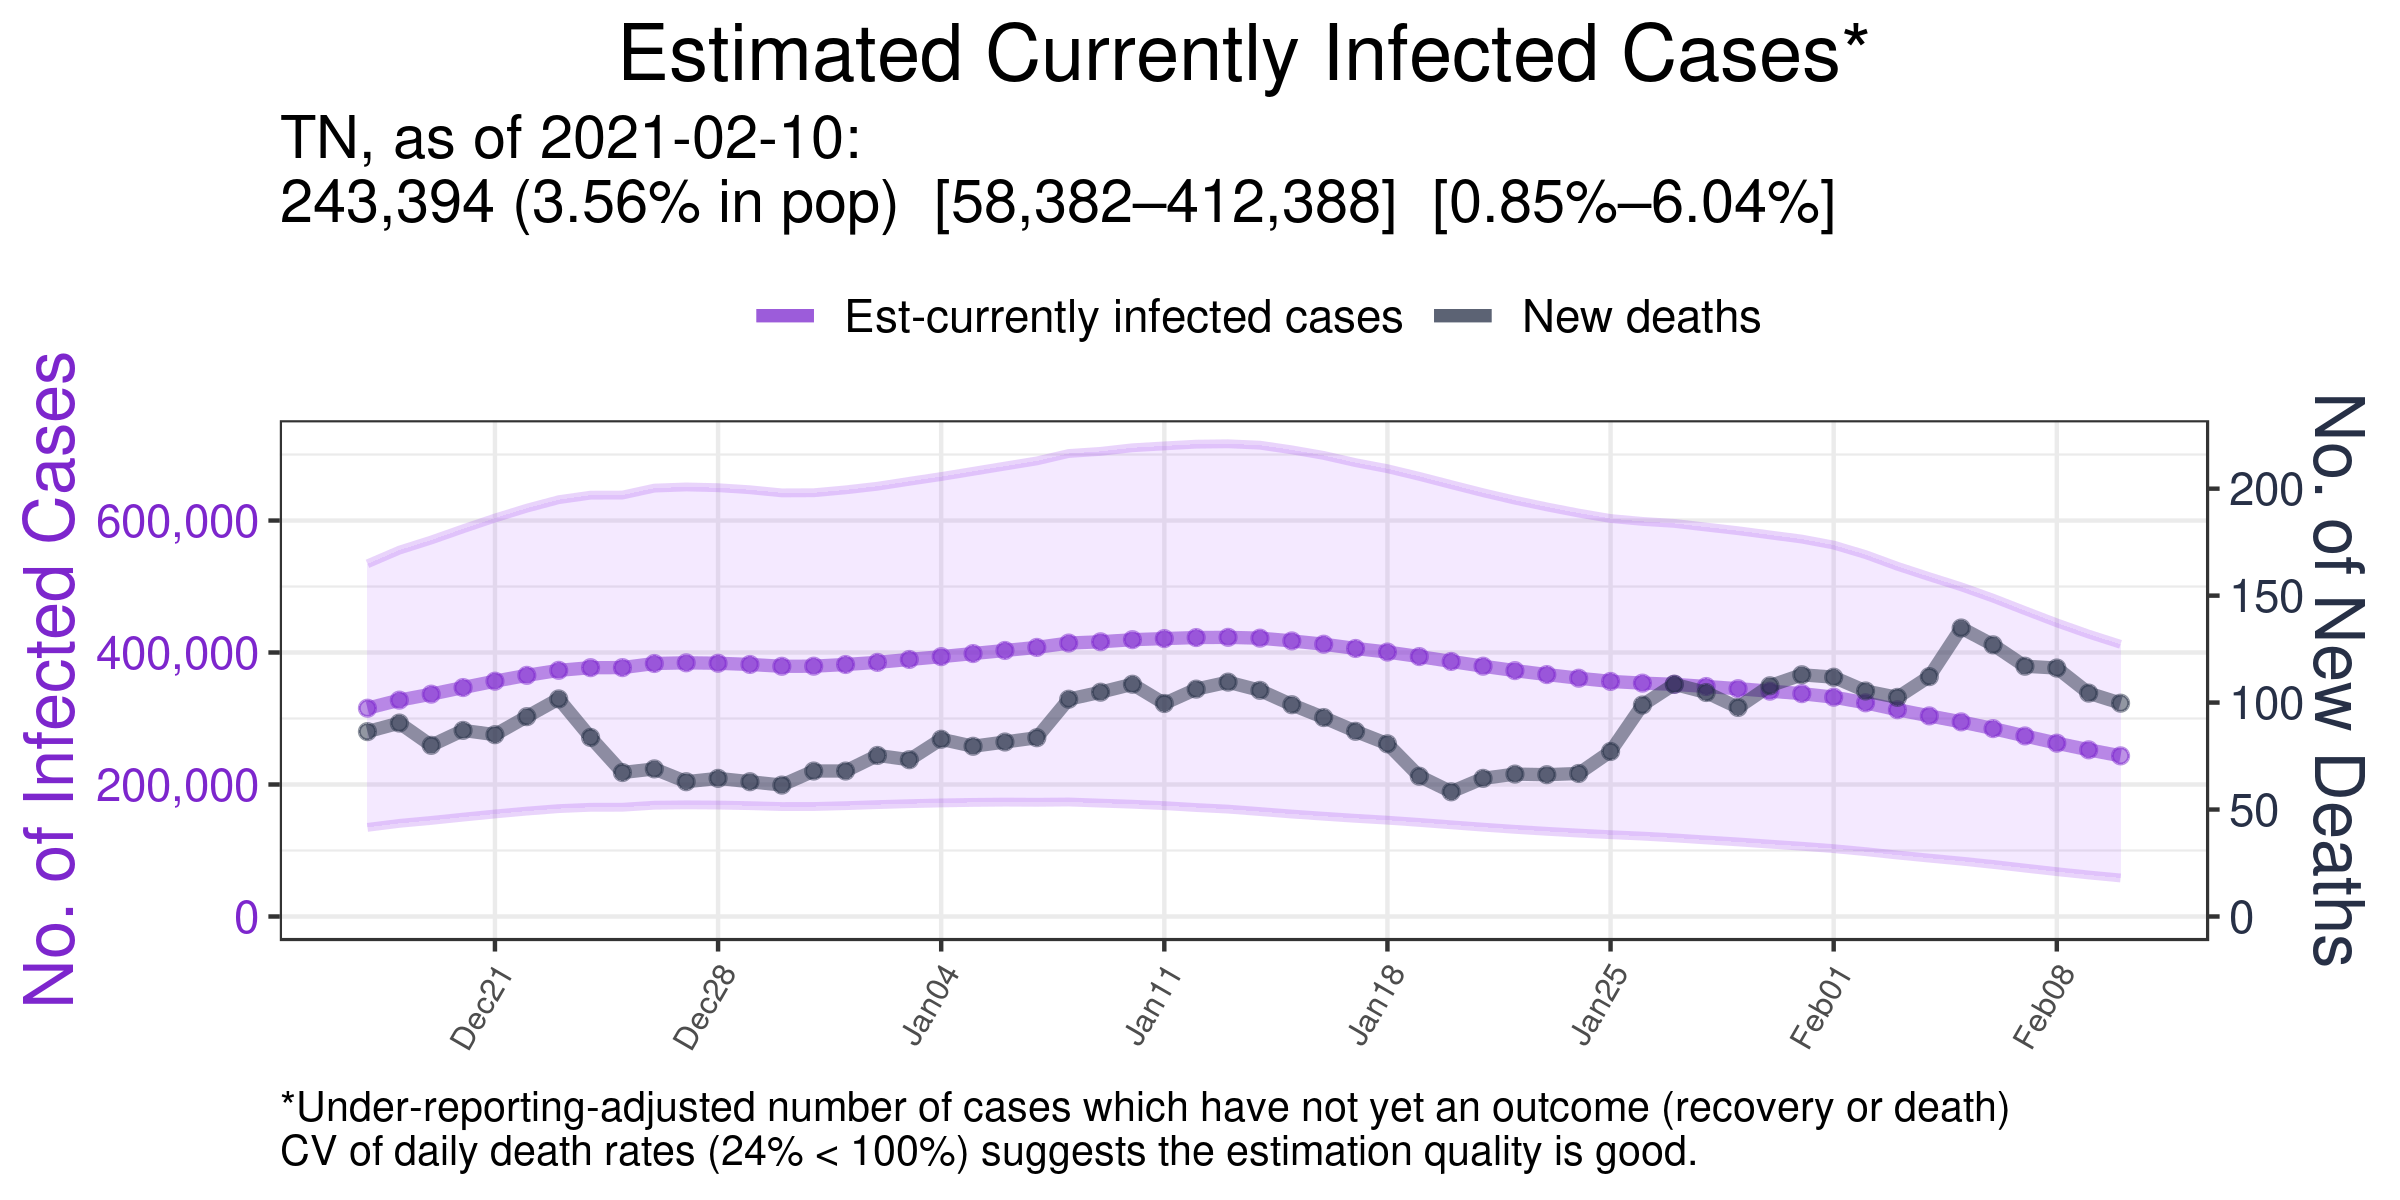 Estimated Currently Infected Cases*
TN, as of 2021-02-10:
243,394 (3.56% in pop)  [58,382–412,388]  [0.85%–6.04%]
Est-currently infected cases
New deaths
No. of Infected Cases
600,000
400,000
200,000
0
No. of New Deaths
200
150
100
50
0
Dec21
Dec28
Jan04
Jan11
Jan18
Jan25
Feb01
Feb08
*Under-reporting-adjusted number of cases which have not yet an outcome (recovery or death)
CV of daily death rates (24% < 100%) suggests the estimation quality is good.